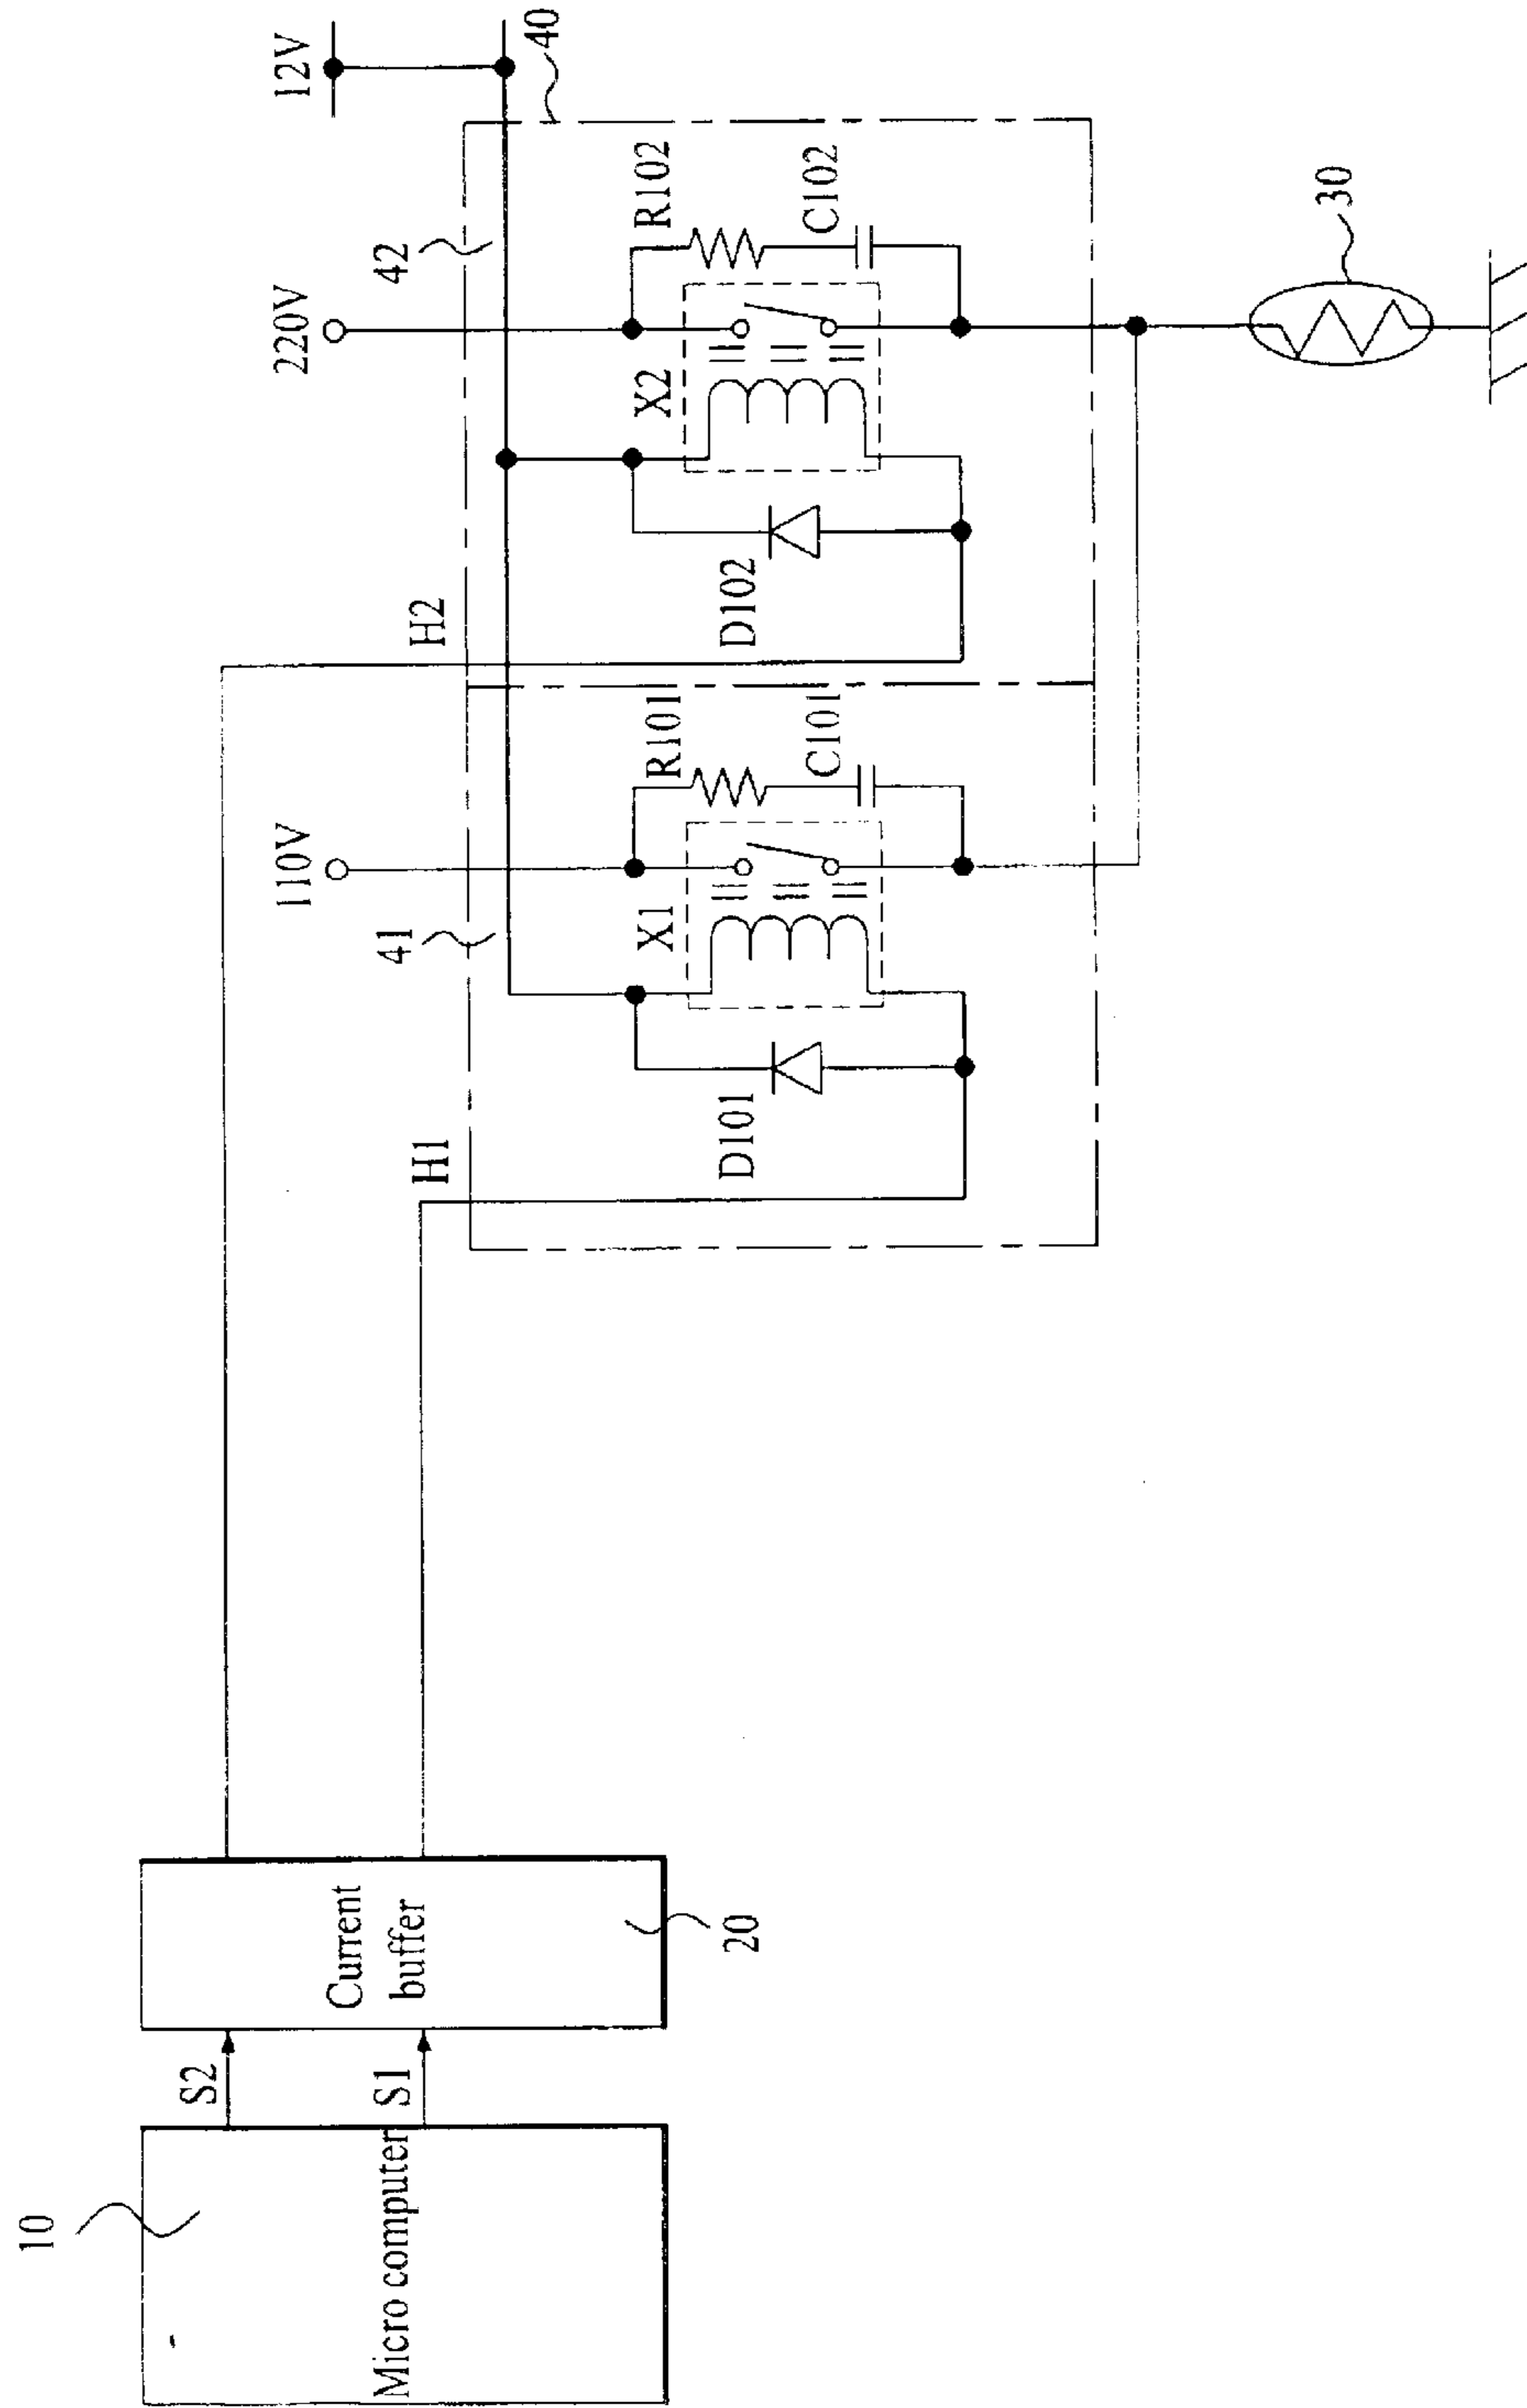 10
Micro computer
S2
S1
Current
buffer
20
H1
H2
110V
220V
12V
41
42
40
X1
R101
C101
D101
X2
R102
C102
D102
30